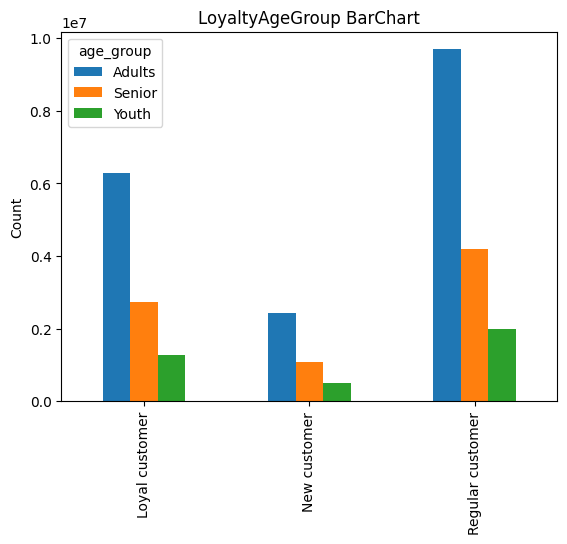 LoyaltyAgeGroup BarChart
1e7
age_group
Adults
Senior
Youth
1.0
0.8
0.6
0.4
0.2
0.0
Count
Loyal customer
New customer
Regular customer